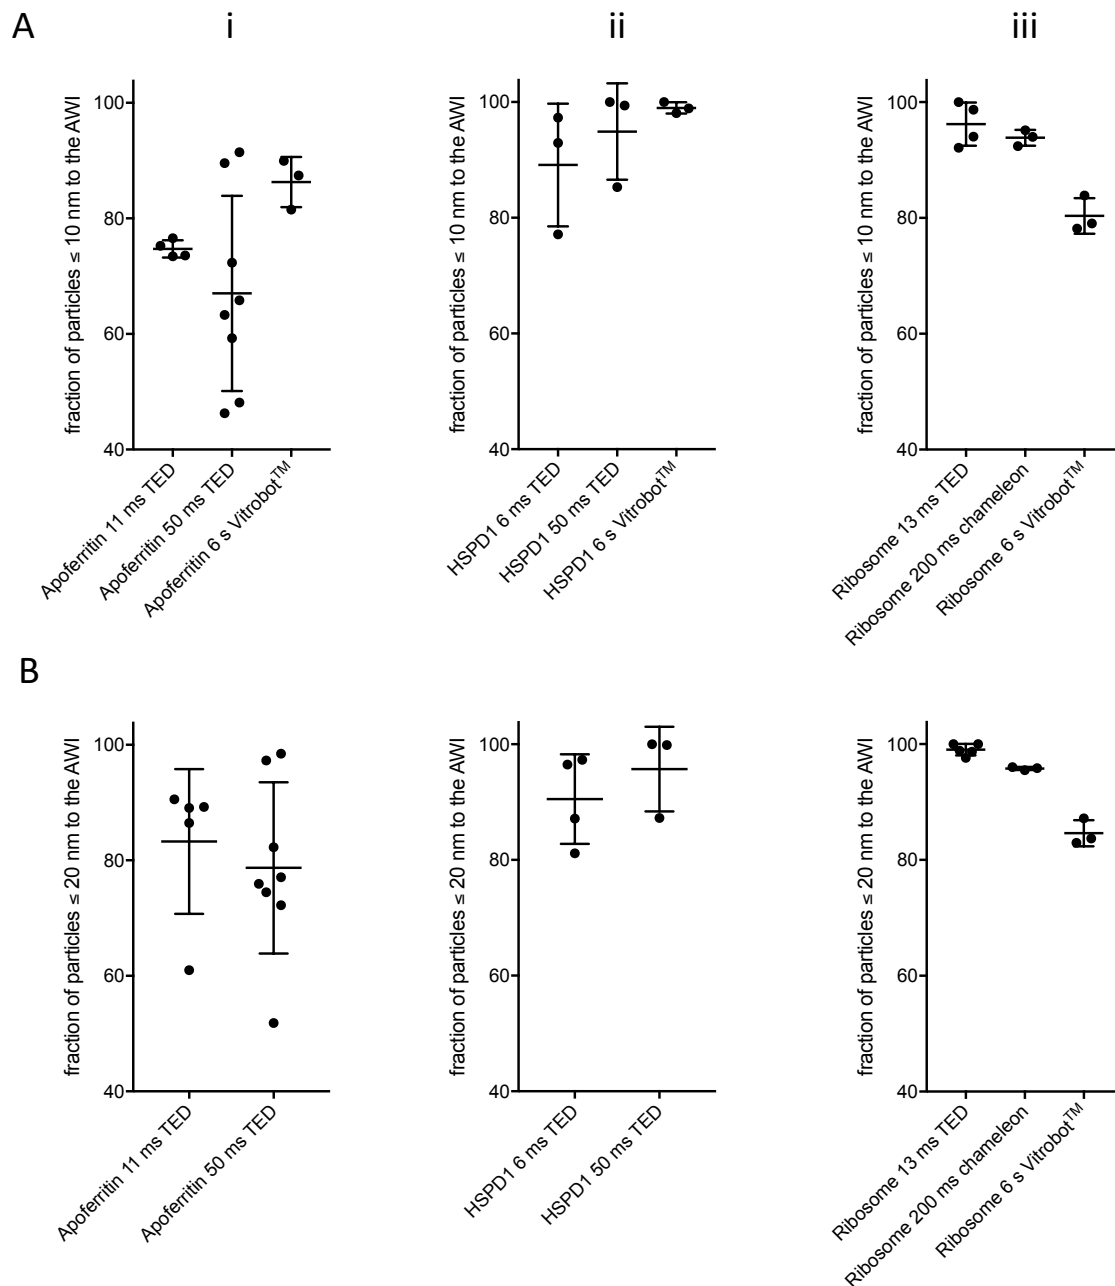 A
i
ii
iii
fraction of particles ≤ 10 nm to the AWI
100
80
60
40
Apoferritin 11 ms TED
Apoferritin 50 ms TED
Apoferritin 6 s Vitrobot™
fraction of particles ≤ 10 nm to the AWI
100
80
60
40
HSPD1 6 ms TED
HSPD1 50 ms TED
HSPD1 6 s Vitrobot™
fraction of particles ≤ 10 nm to the AWI
100
80
60
40
Ribosome 13 ms TED
Ribosome 200 ms chameleon
Ribosome 6 s Vitrobot™
B
fraction of particles ≤ 20 nm to the AWI
100
80
60
40
Apoferritin 11 ms TED
Apoferritin 50 ms TED
fraction of particles ≤ 20 nm to the AWI
100
80
60
40
HSPD1 6 ms TED
HSPD1 50 ms TED
fraction of particles ≤ 20 nm to the AWI
100
80
60
40
Ribosome 13 ms TED
Ribosome 200 ms chameleon
Ribosome 6 s Vitrobot™